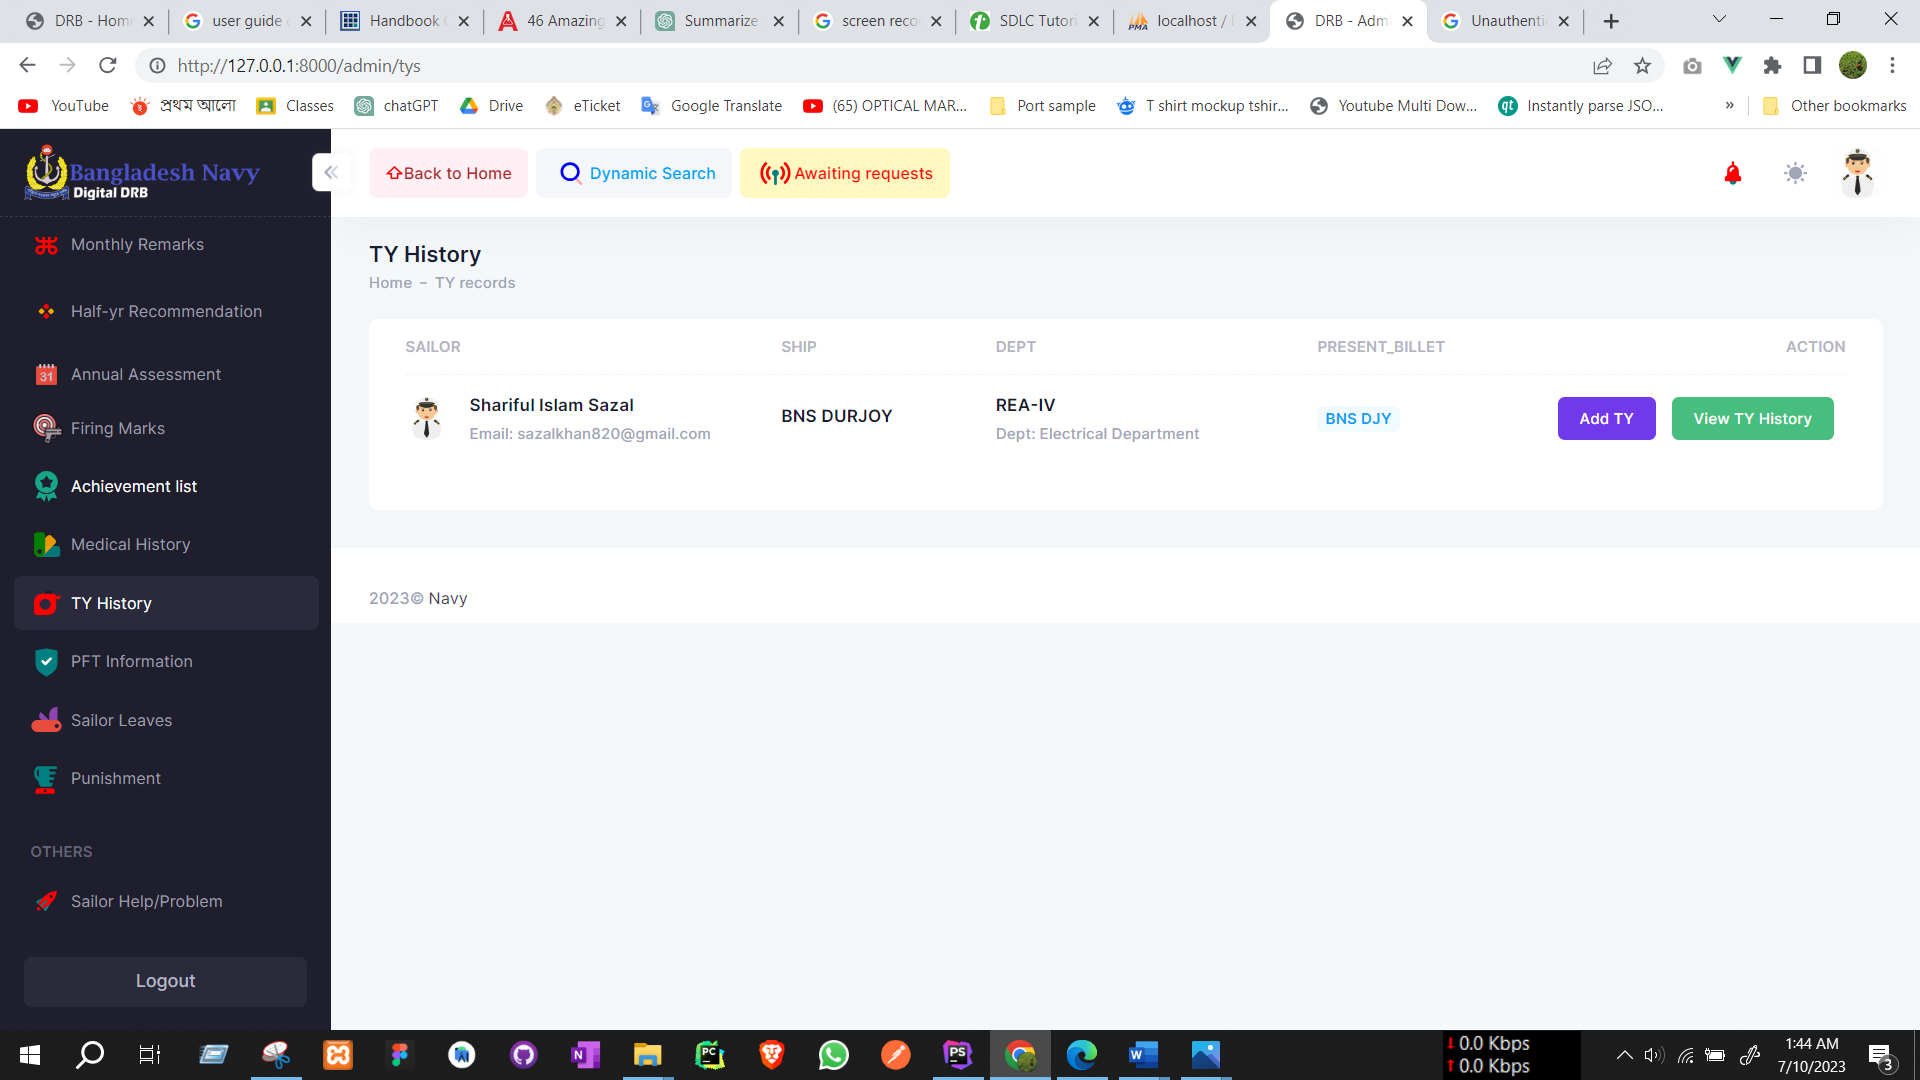 DRB - Hom
user guide
Handbook
46 Amazing
Summarize
screen reco
SDLC Tutori
localhost /
DRB - Adm
Unauthenti
http://127.0.0.1:8000/admin/tys
YouTube
প্রথম আলো
Classes
chatGPT
Drive
eTicket
Google Translate
(65) OPTICAL MAR...
Port sample
T shirt mockup tshir...
Youtube Multi Dow...
Instantly parse JSO...
»
Other bookmarks
Bangladesh Navy
Digital DRB
Back to Home
Dynamic Search
Awaiting requests
Monthly Remarks
Half-yr Recommendation
Annual Assessment
Firing Marks
Achievement list
Medical History
TY History
PFT Information
Sailor Leaves
Punishment
OTHERS
Sailor Help/Problem
Logout
TY History
Home - TY records
SAILOR SHIP DEPT PRESENT_BILLET ACTION
Shariful Islam Sazal
Email: sazalkhan820@gmail.com
BNS DURJOY
REA-IV
Dept: Electrical Department
BNS DJY
Add TY
View TY History
2023© Navy
0.0 Kbps
0.0 Kbps
1:44 AM
7/10/2023
3